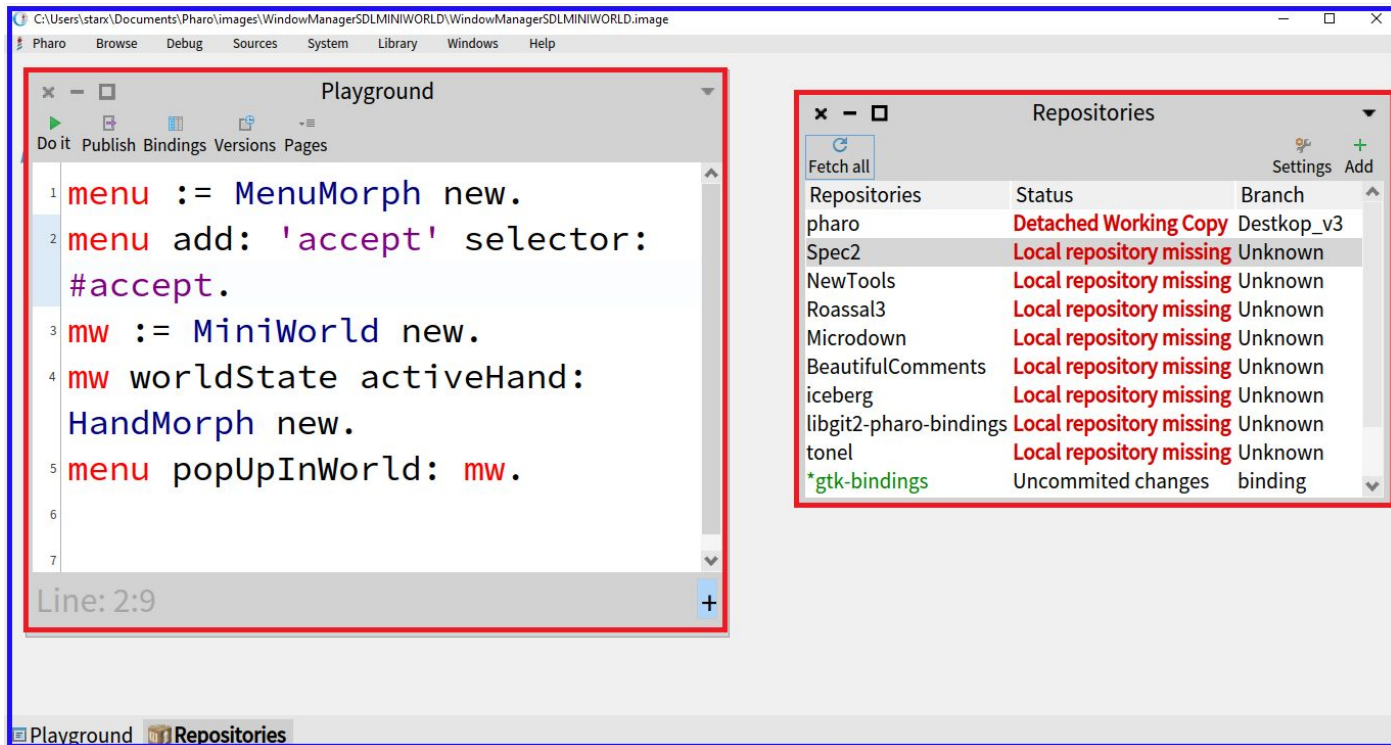 C:\Users\starx\Documents\Pharo\images\WindowManagerSDLMINIWORLD\WindowManagerSDLMINIWORLD.image
Pharo Browse Debug Sources System Library Windows Help
Playground
Do it Publish Bindings Versions Pages
1 menu := MenuMorph new.
2 menu add: 'accept' selector:
#accept.
3 mw := MiniWorld new.
4 mw worldState activeHand:
HandMorph new.
5 menu popUpInWorld: mw.
6
7
Line: 2:9
+
Repositories
Fetch all Settings Add
Repositories Status Branch
pharo Detached Working Copy Destkop_v3
Spec2 Local repository missing Unknown
NewTools Local repository missing Unknown
Roassal3 Local repository missing Unknown
Microdown Local repository missing Unknown
BeautifulComments Local repository missing Unknown
iceberg Local repository missing Unknown
libgit2-pharo-bindings Local repository missing Unknown
tonel Local repository missing Unknown
*gtk-bindings Uncommited changes binding
Playground Repositories